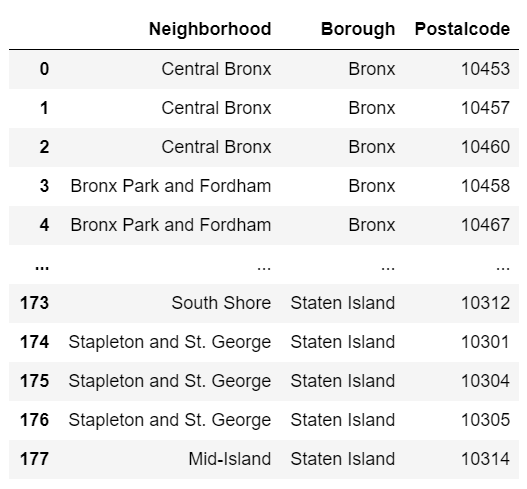 Neighborhood Borough Postalcode
0 Central Bronx Bronx 10453
1 Central Bronx Bronx 10457
2 Central Bronx Bronx 10460
3 Bronx Park and Fordham Bronx 10458
4 Bronx Park and Fordham Bronx 10467
... ... ... ...
173 South Shore Staten Island 10312
174 Stapleton and St. George Staten Island 10301
175 Stapleton and St. George Staten Island 10304
176 Stapleton and St. George Staten Island 10305
177 Mid-Island Staten Island 10314